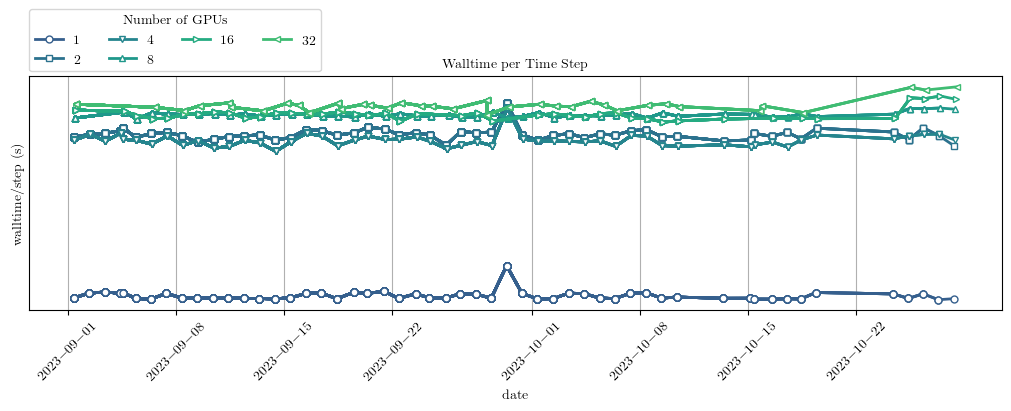 Number of GPUs
1 4 16 32
2 8
Walltime per Time Step
walltime/step (s)
2023−09−01 2023−09−08 2023−09−15 2023−09−22 2023−10−01 2023−10−08 2023−10−15 2023−10−22
date